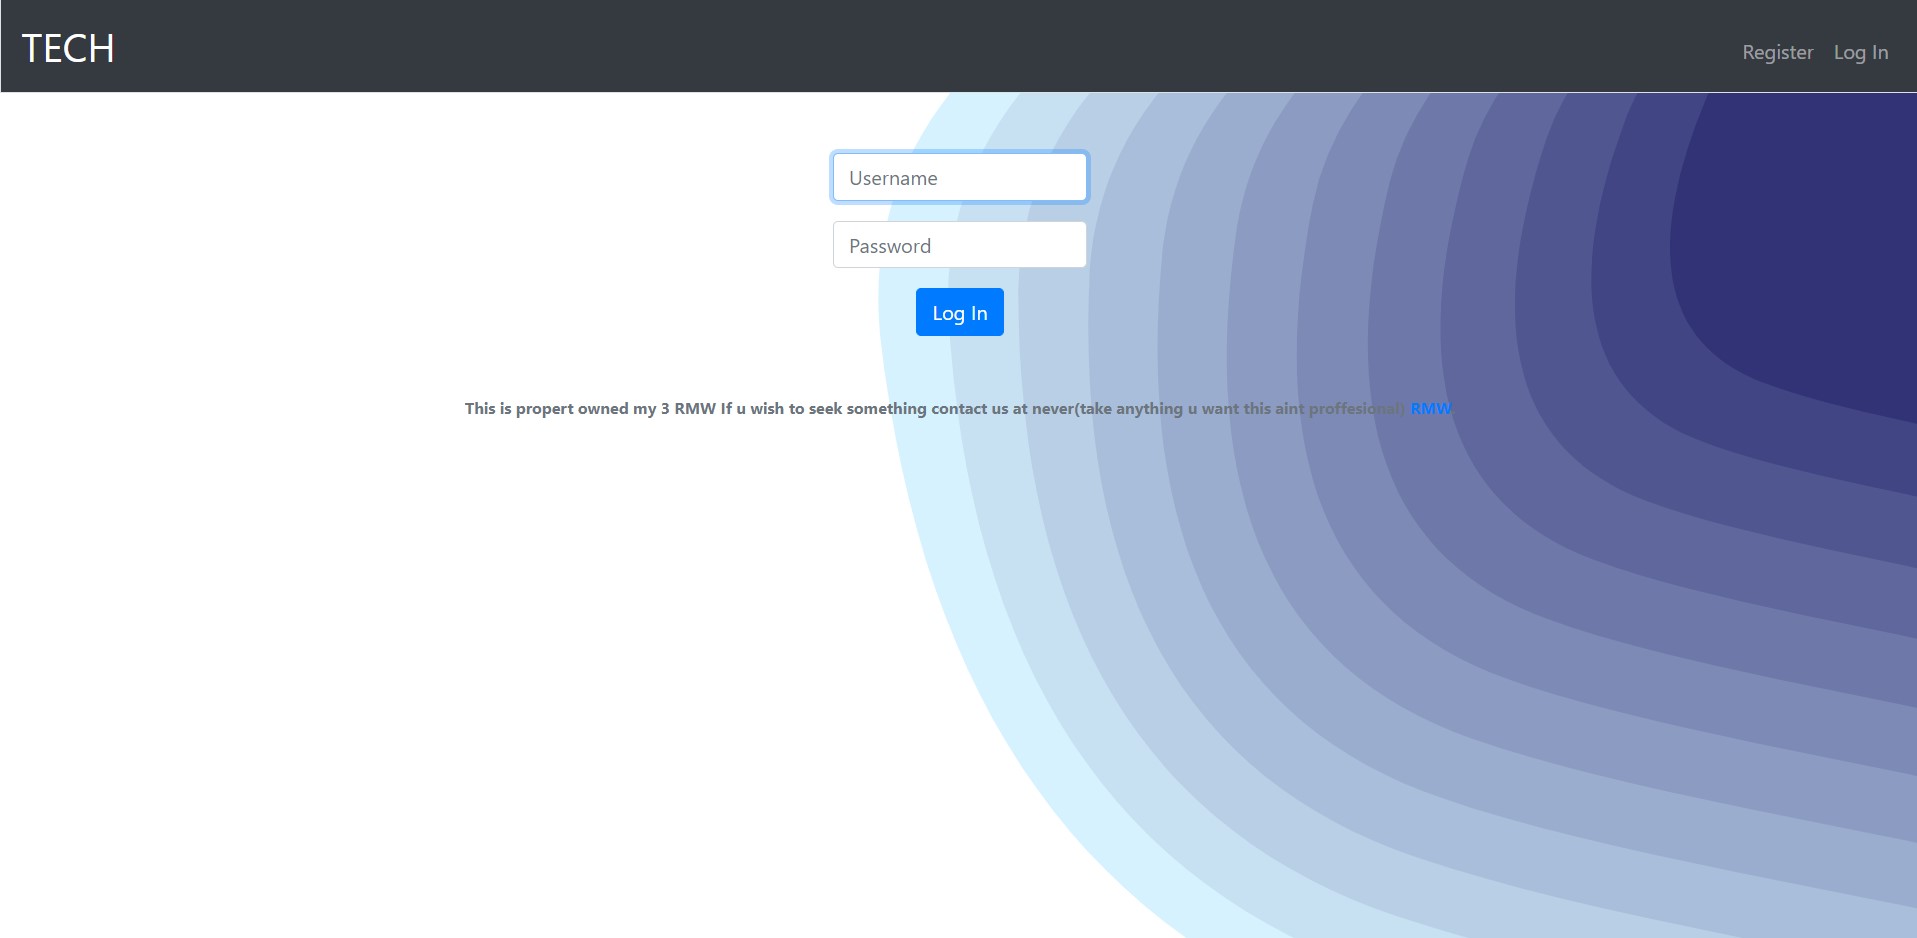 TECH
Register Log In
Username
Password
Log In
This is propert owned my 3 RMW If u wish to seek something contact us at never(take anything u want this aint proffesional) RMW.